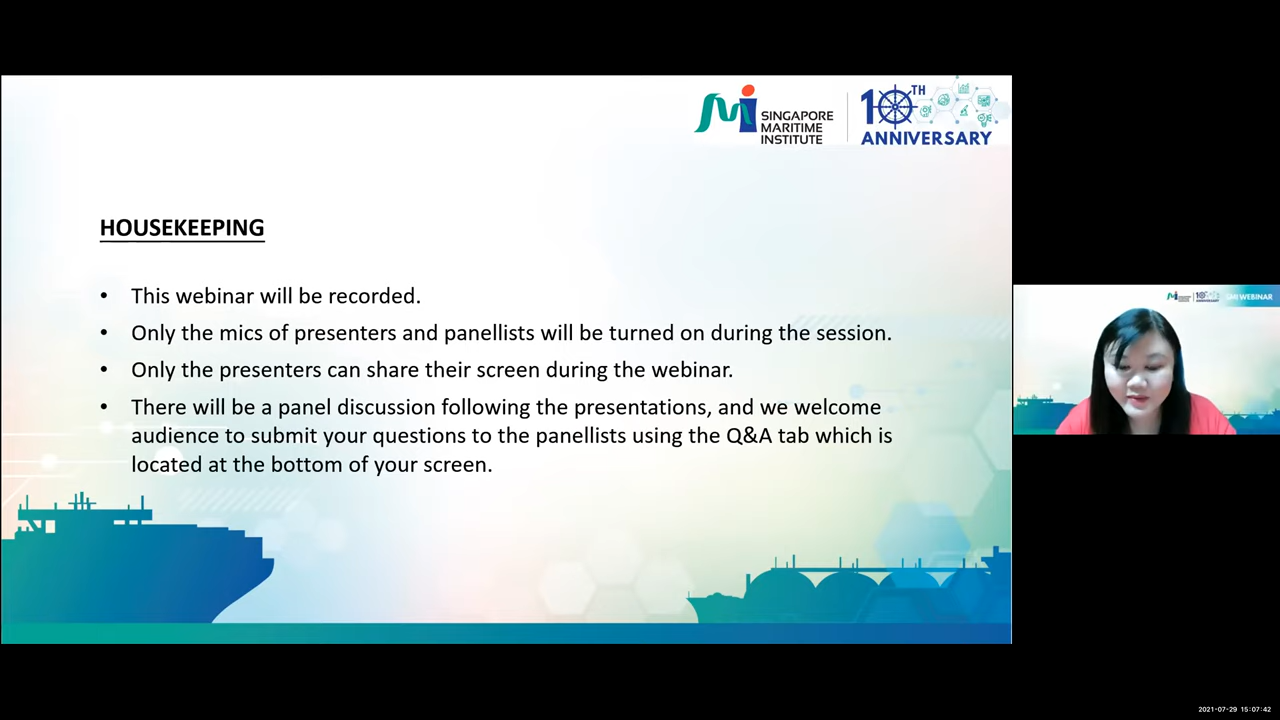 SINGAPORE
MARITIME
INSTITUTE
10TH
ANNIVERSARY
HOUSEKEEPING
• This webinar will be recorded.
• Only the mics of presenters and panellists will be turned on during the session.
• Only the presenters can share their screen during the webinar.
• There will be a panel discussion following the presentations, and we welcome
audience to submit your questions to the panellists using the Q&A tab which is
located at the bottom of your screen.
WEBINAR
2021-07-29 15:07:42